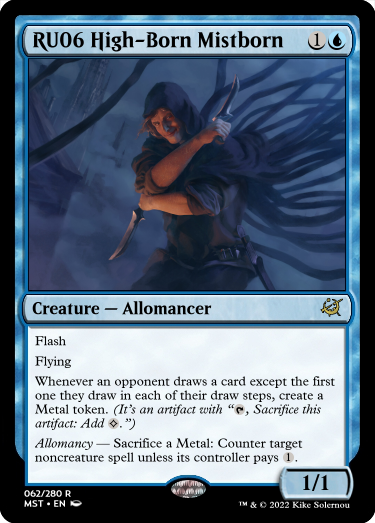 RU06 High-Born Mistborn 1
Creature — Allomancer
Flash
Flying
Whenever an opponent draws a card except the first
one they draw in each of their draw steps, create a
Metal token. (It's an artifact with “, Sacrifice this
artifact: Add .”)
Allomancy — Sacrifice a Metal: Counter target
noncreature spell unless its controller pays 1.
1/1
062/280 R
MST • EN Kike Solernou
™ & © 2022 Kike Solernou